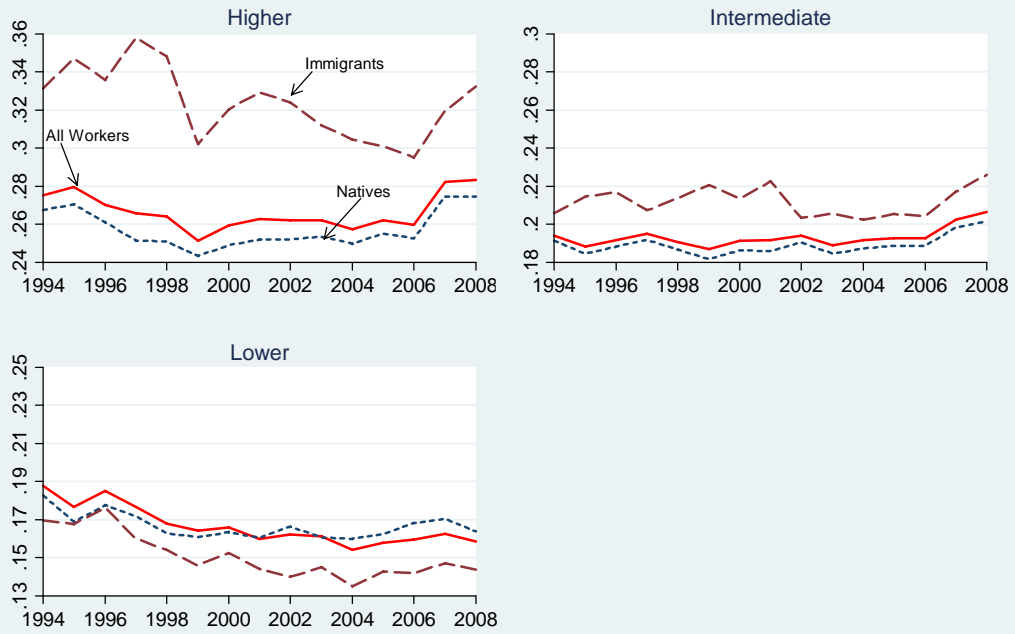 Higher
.36
.34
.32
.3
.28
.26
.24
Immigrants
All Workers
Natives
1994 1996 1998 2000 2002 2004 2006 2008
Intermediate
.3
.28
.26
.24
.22
.2
.18
1994 1996 1998 2000 2002 2004 2006 2008
Lower
.25
.23
.21
.19
.17
.15
.13
1994 1996 1998 2000 2002 2004 2006 2008